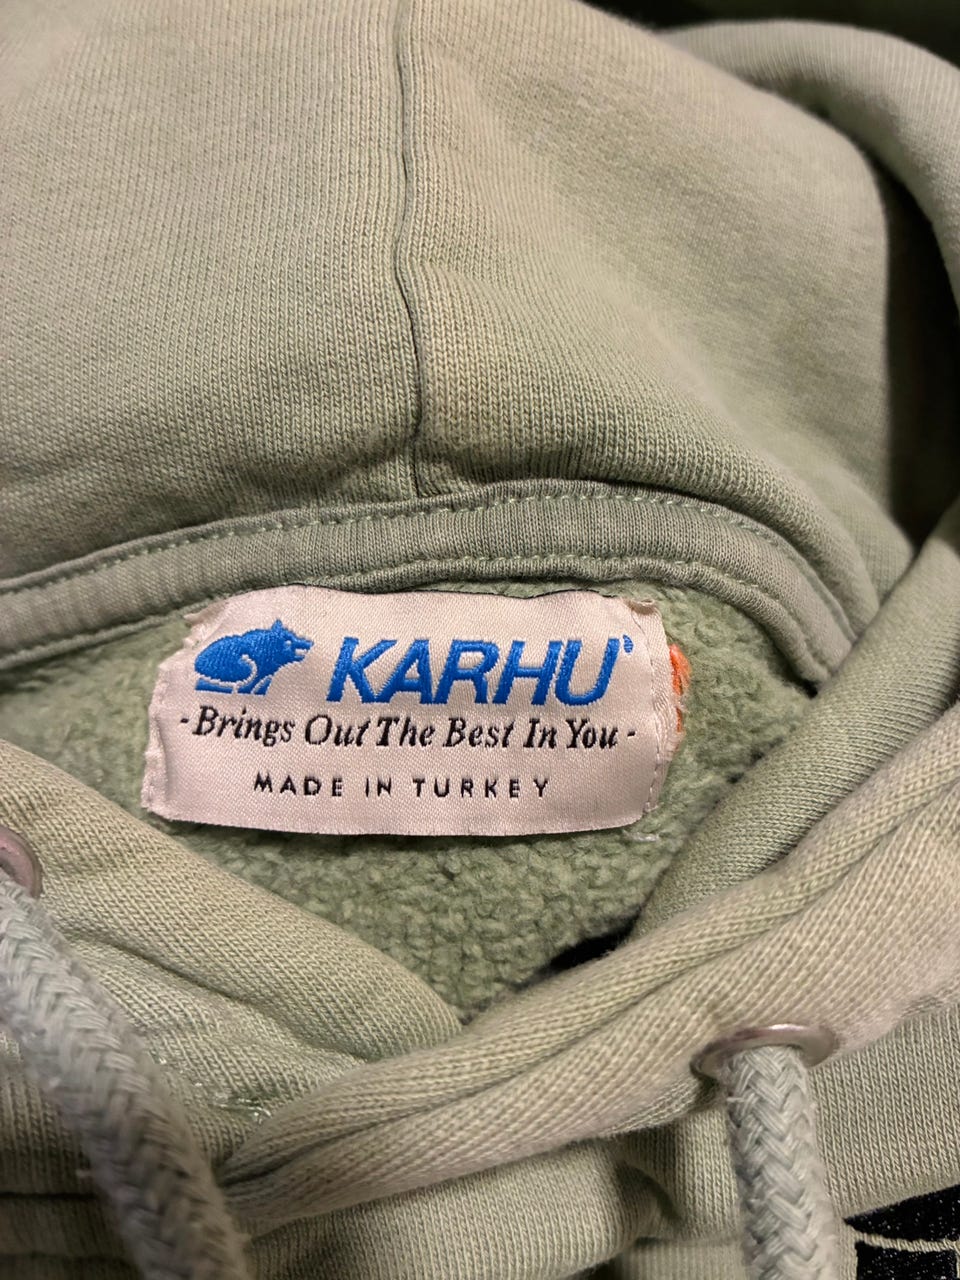 KARHU'
-Brings Out The Best In You-
MADE IN TURKEY